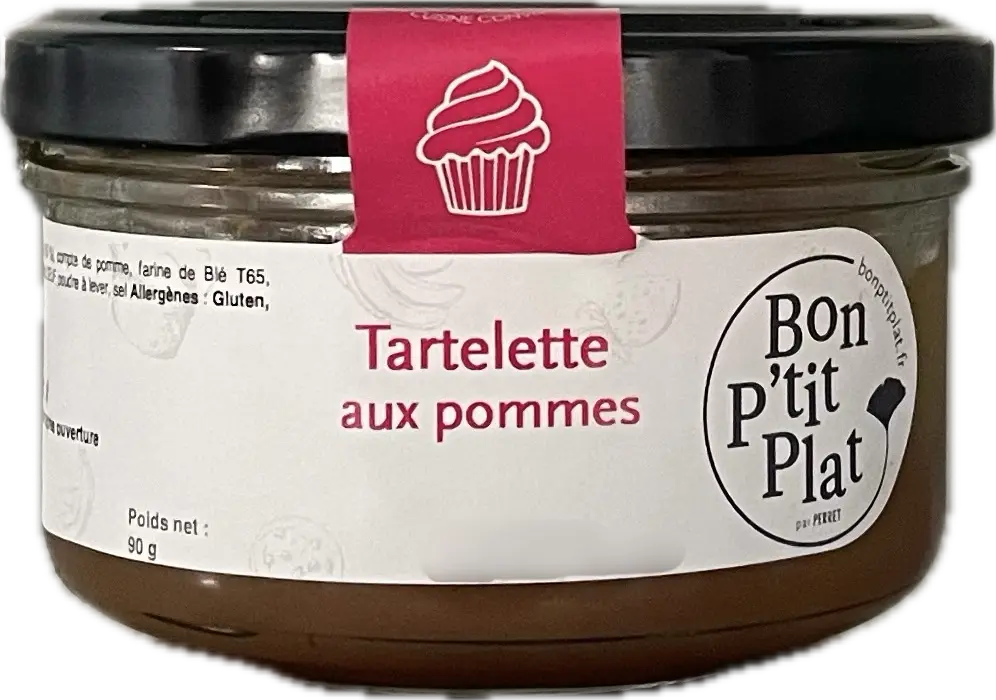 compote de pomme, farine de Blé T65,
poudre à lever, sel Allergènes : Gluten,
ouverture
Poids net :
90 g
Tartelette
aux pommes
bonptitplat.fr
Bon
P'tit
Plat
par PERRET